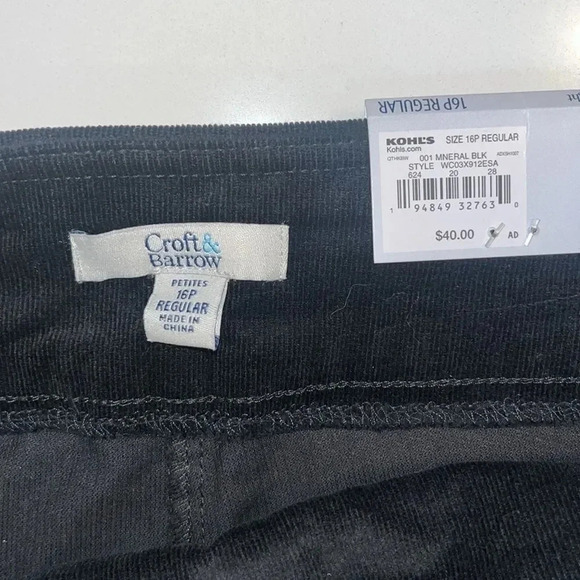 16P REGULAR
KOHL'S SIZE 16P REGULAR
Kohls.com
001 MNERAL BLK
STYLE WC03X912ESA
624 20 28
1 94849 32763 0
$40.00 AD
Croft&
Barrow
PETITES
16P
REGULAR
MADE IN
CHINA